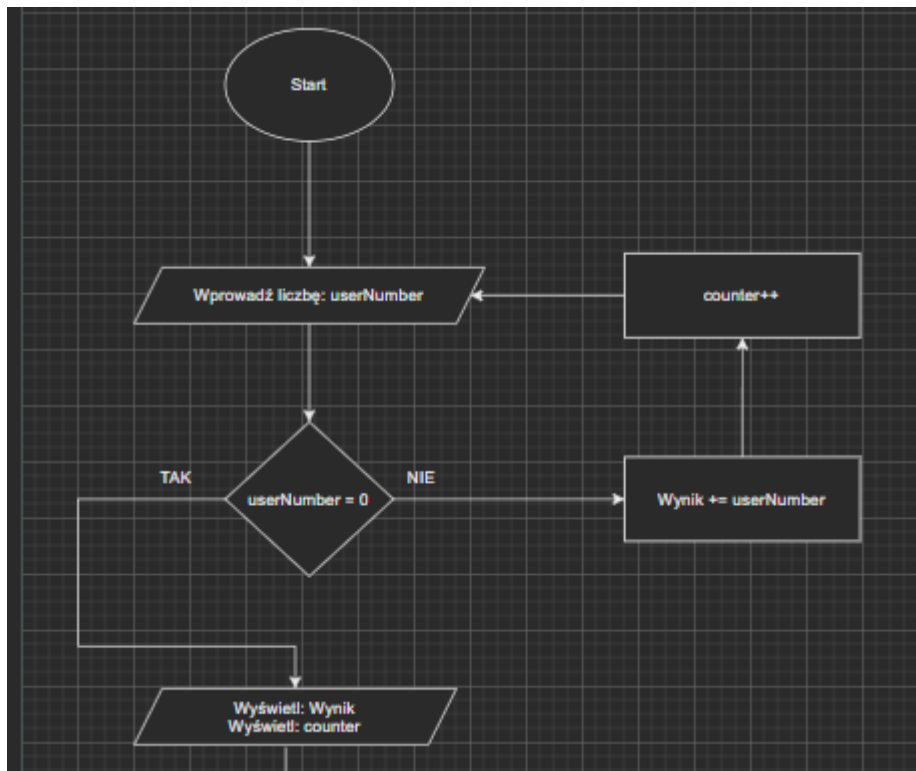 Start
Wprowadź liczbę: userNumber
counter++
TAK
NIE
userNumber = 0
Wynik += userNumber
Wyświetl: Wynik
Wyświetl: counter